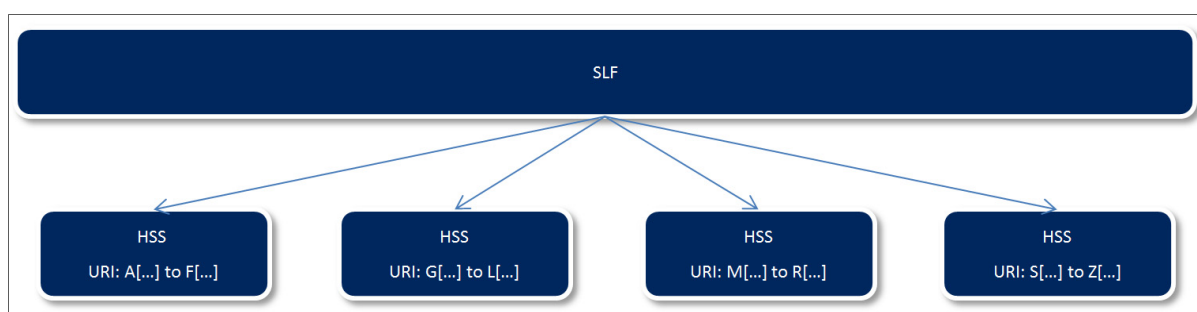 SLF
HSS
URI: A[...] to F[...]
HSS
URI: G[...] to L[...]
HSS
URI: M[...] to R[...]
HSS
URI: S[...] to Z[...]